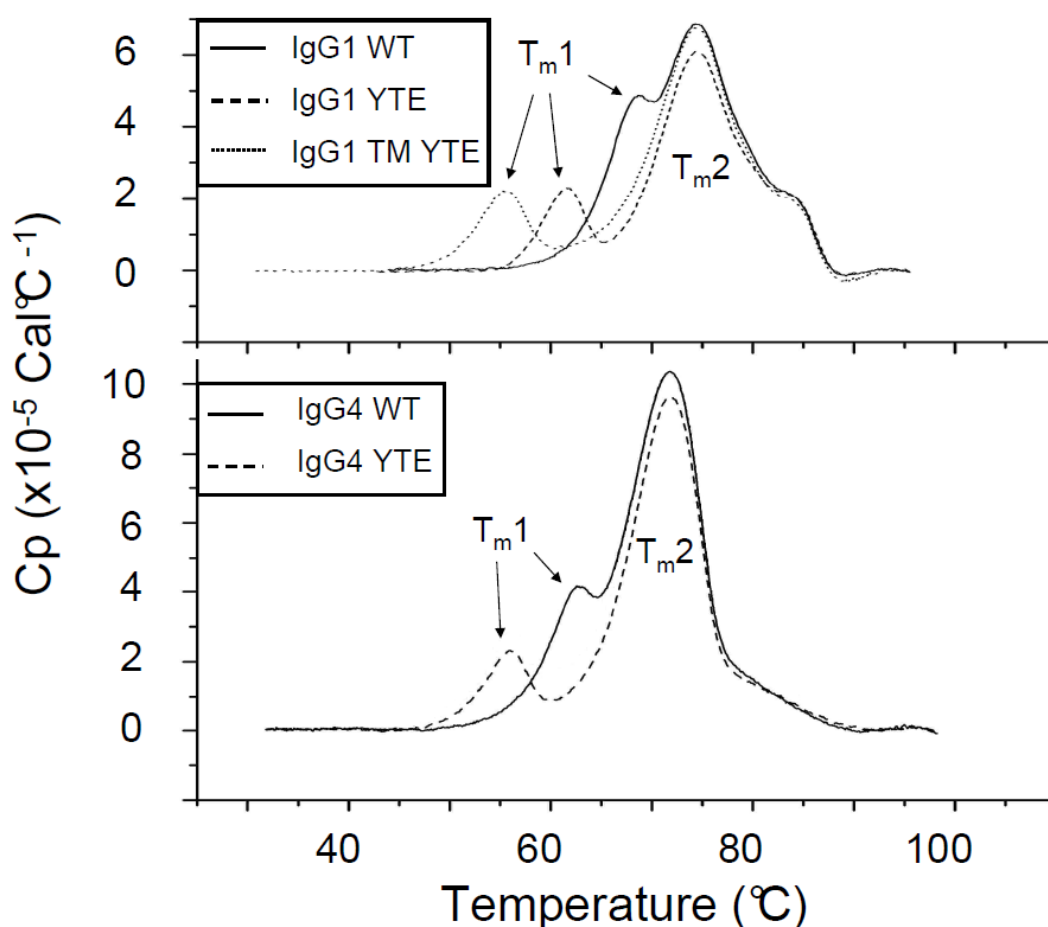 IgG1 WT
IgG1 YTE
IgG1 TM YTE
Tm1
Tm2
6
4
2
0
IgG4 WT
IgG4 YTE
Tm1
Tm2
10
8
6
4
2
0
Cp (x10-5 Cal°C-1)
40 60 80 100
Temperature (°C)